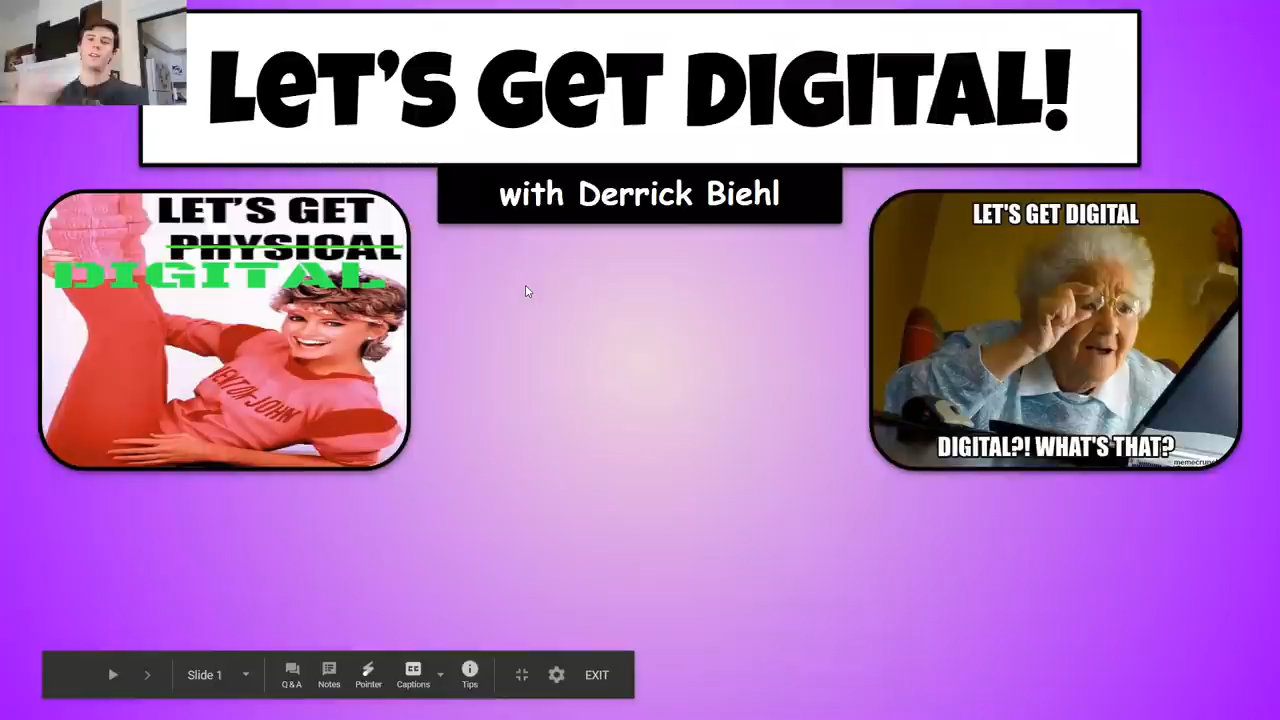 LET'S GET DIGITAL!
with Derrick Biehl
LET'S GET
PHYSICAL
DIGITAL
LET'S GET DIGITAL
DIGITAL?! WHAT'S THAT?
Slide 1
Q&A
Notes
Pointer
CC
Captions
Tips
EXIT